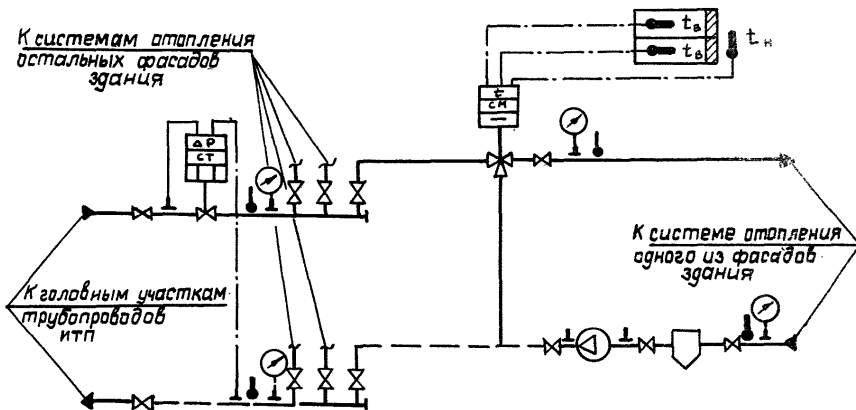 К системам отопления
остальных фасадов
здания
tв
tв
tн
t
см
ΔP
ст
К системе отопления
одного из фасадов
здания
К головным участкам
трубопроводов
ИТП